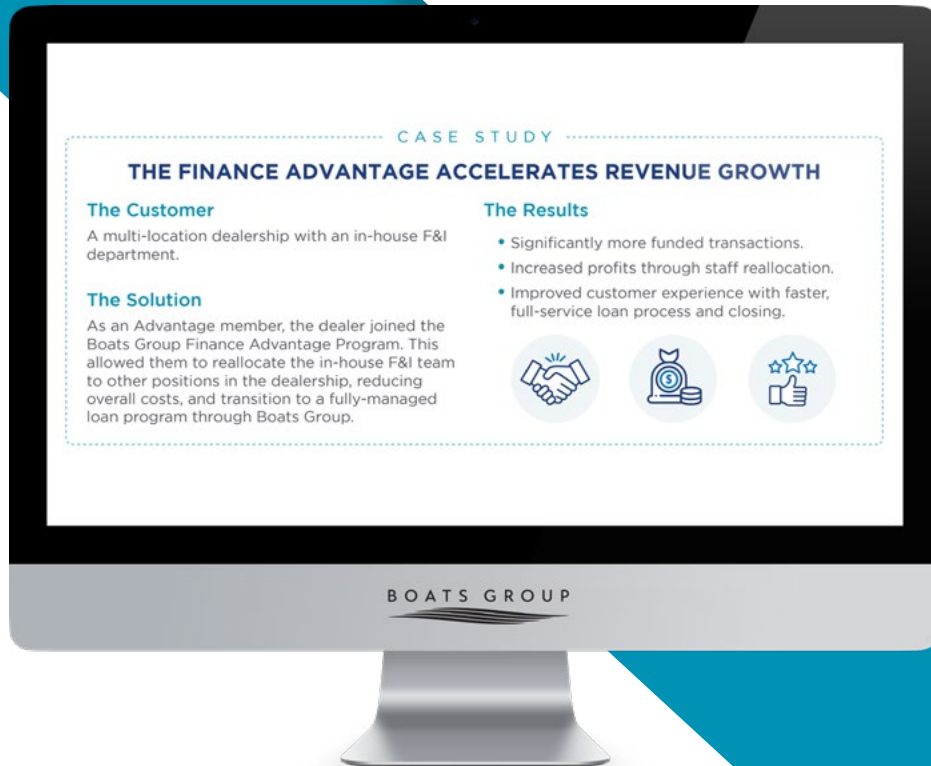 CASE STUDY
THE FINANCE ADVANTAGE ACCELERATES REVENUE GROWTH
The Customer
A multi-location dealership with an in-house F&I
department.
The Solution
As an Advantage member, the dealer joined the
Boats Group Finance Advantage Program. This
allowed them to reallocate the in-house F&I team
to other positions in the dealership, reducing
overall costs, and transition to a fully-managed
loan program through Boats Group.
The Results
• Significantly more funded transactions.
• Increased profits through staff reallocation.
• Improved customer experience with faster,
full-service loan process and closing.
$
BOATS GROUP